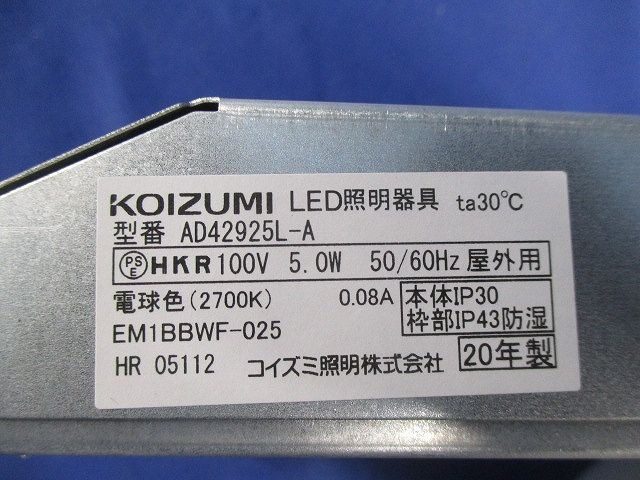 KOIZUMI LED照明器具 ta30℃
型番 AD42925L-A
PSE HKR 100V 5.0W 50/60Hz 屋外用
電球色(2700K) 0.08A 本体IP30
枠部IP43防湿
EM1BBWF-025
HR 05112 コイズミ照明株式会社 20年製